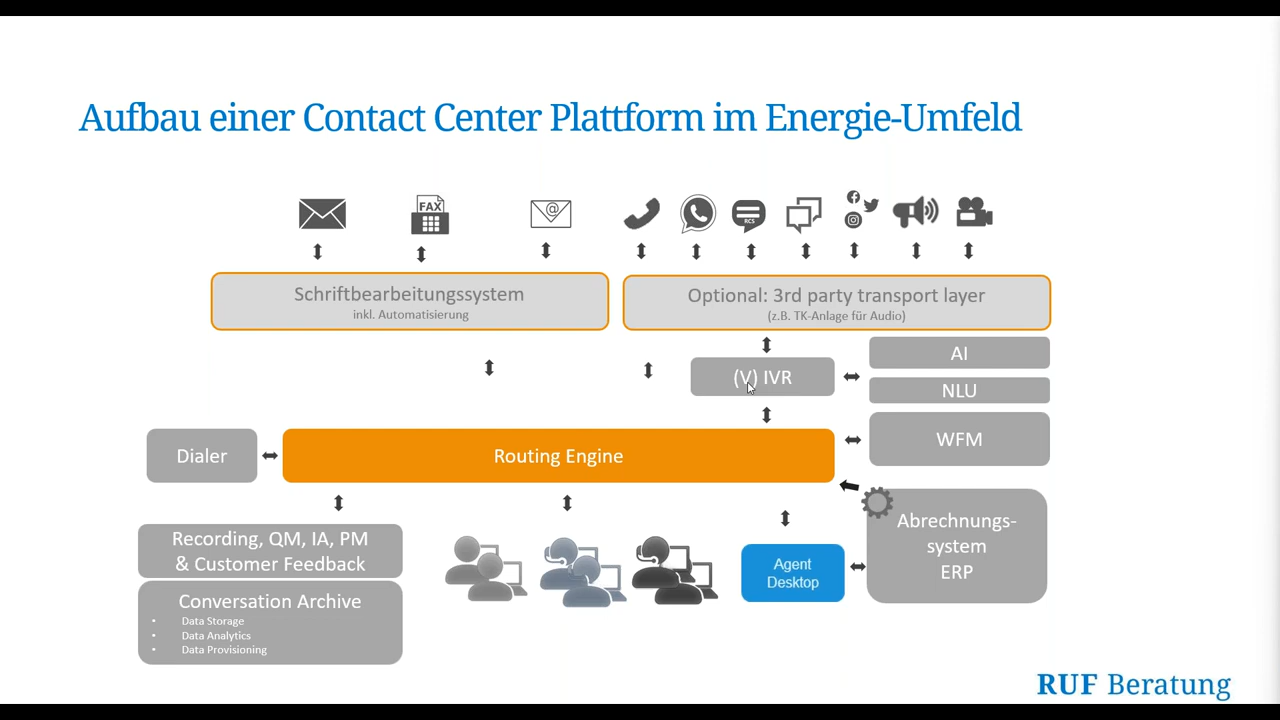 Aufbau einer Contact Center Plattform im Energie-Umfeld
FAX
@
RCS
Schriftbearbeitungssystem
inkl. Automatisierung
Optional: 3rd party transport layer
(z.B. TK-Anlage für Audio)
(V) IVR
AI
NLU
WFM
Dialer
Routing Engine
Recording, QM, IA, PM
& Customer Feedback
Conversation Archive
• Data Storage
• Data Analytics
• Data Provisioning
Agent
Desktop
Abrechnungs-
system
ERP
RUF Beratung